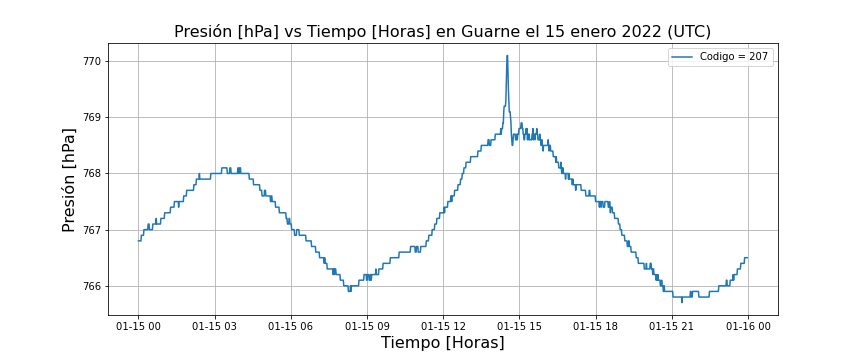 Presión [hPa] vs Tiempo [Horas] en Guarne el 15 enero 2022 (UTC)
Codigo = 207
Presión [hPa]
770
769
768
767
766
01-15 00 01-15 03 01-15 06 01-15 09 01-15 12 01-15 15 01-15 18 01-15 21 01-16 00
Tiempo [Horas]